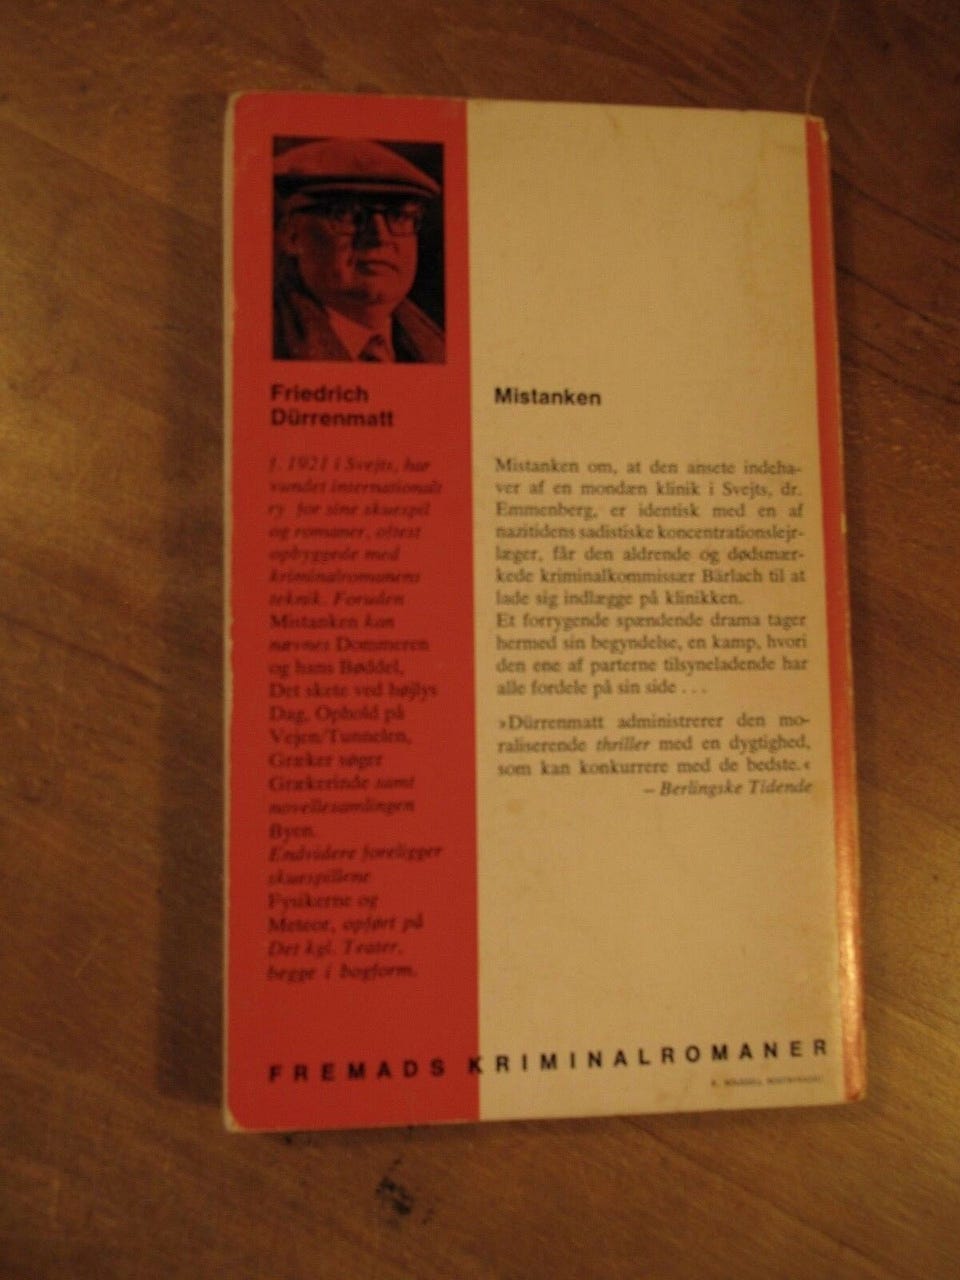 Friedrich
Dürrenmatt
f. 1921 i Svejts, har
vundet internationalt
ry for sine skuespil
og romaner, oftest
opbyggede med
kriminalromanens
teknik. Foruden
Mistanken kan
nævnes Dommeren
og hans Bøddel,
Det skete ved højlys
Dag, Ophold på
Vejen/Tunnelen,
Græker søger
Grækerinde samt
novellesamlingen
Byen.
Endvidere foreligger
skuespillene
Fysikerne og
Meteor, opført på
Det kgl. Teater,
begge i bogform.
Mistanken
Mistanken om, at den ansete indeha-
ver af en mondæn klinik i Svejts, dr.
Emmenberg, er identisk med en af
nazitidens sadistiske koncentrationslejr-
læger, får den aldrende og dødsmær-
kede kriminalkommissær Bärlach til at
lade sig indlægge på klinikken.
Et forrygende spændende drama tager
hermed sin begyndelse, en kamp, hvori
den ene af parterne tilsyneladende har
alle fordele på sin side . . .
»Dürrenmatt administrerer den mo-
raliserende thriller med en dygtighed,
som kan konkurrere med de bedste.«
– Berlingske Tidende
FREMADS KRIMINALROMANER